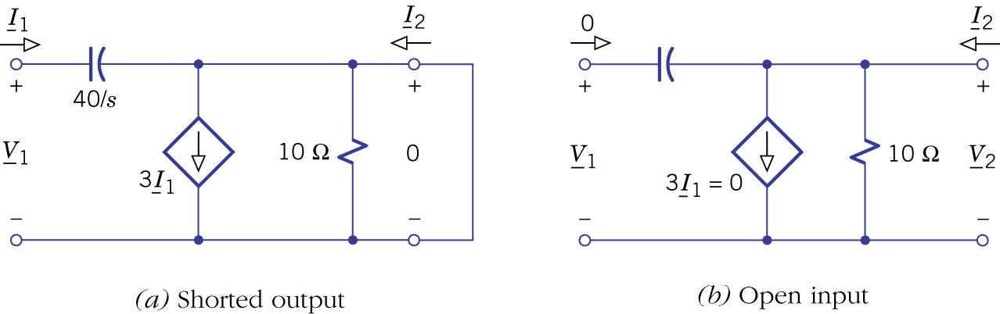 I1
I2
+
40/s
+
V1
3I1
10 Ω
0
−
−
(a) Shorted output
0
I2
+
+
V1
3I1 = 0
10 Ω
V2
−
−
(b) Open input